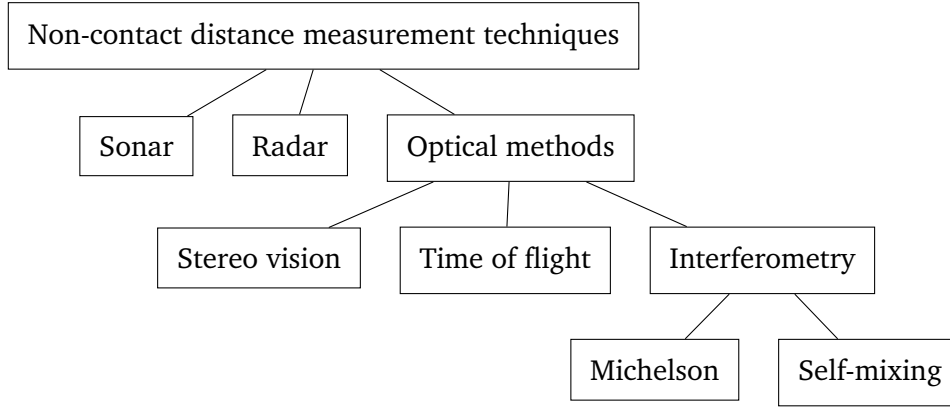 Non-contact distance measurement techniques
Sonar
Radar
Optical methods
Stereo vision
Time of flight
Interferometry
Michelson
Self-mixing